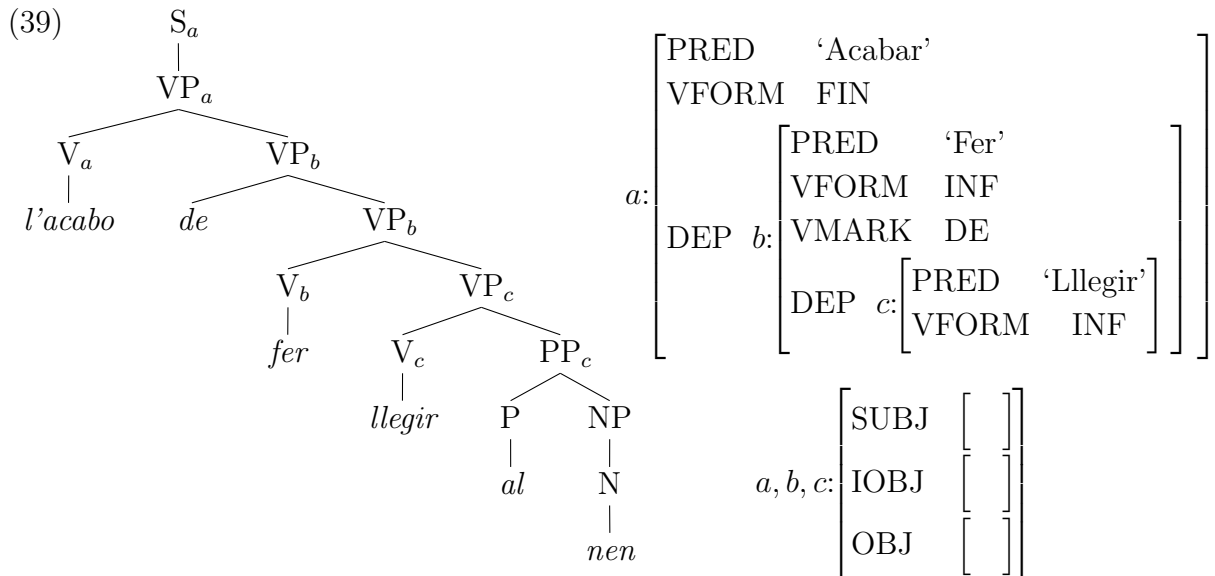 (39)
S_a
VP_a
V_a VP_b
l'acabo de VP_b
V_b VP_c
fer V_c PP_c
llegir P NP
al N
nen
PRED ‘Acabar’
VFORM FIN
a: DEP b:
PRED ‘Fer’
VFORM INF
VMARK DE
DEP c:
PRED ‘Lllegir’
VFORM INF
a, b, c:
SUBJ [ ]
IOBJ [ ]
OBJ [ ]